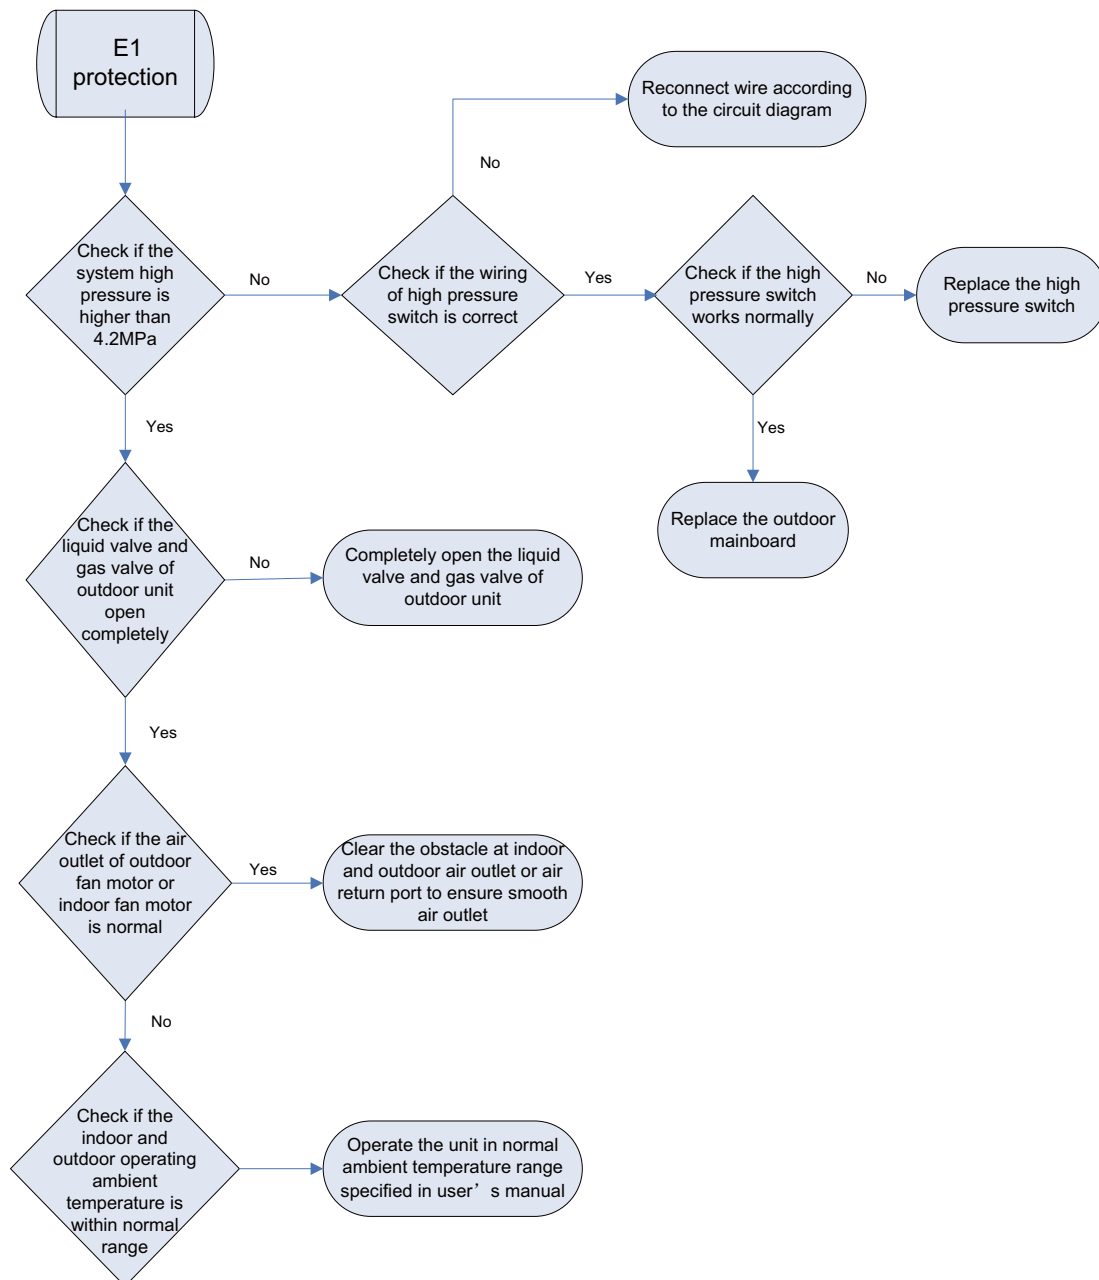 E1
protection
Reconnect wire according
to the circuit diagram
No
Check if the
system high
pressure is
higher than
4.2MPa
No
Check if the wiring
of high pressure
switch is correct
Yes
Check if the high
pressure switch
works normally
No
Replace the high
pressure switch
Yes
Yes
Replace the outdoor
mainboard
Check if the
liquid valve and
gas valve of
outdoor unit
open
completely
No
Completely open the liquid
valve and gas valve of
outdoor unit
Yes
Check if the air
outlet of outdoor
fan motor or
indoor fan motor
is normal
Yes
Clear the obstacle at indoor
and outdoor air outlet or air
return port to ensure smooth
air outlet
No
Check if the
indoor and
outdoor operating
ambient
temperature is
within normal
range
Operate the unit in normal
ambient temperature range
specified in user’s manual